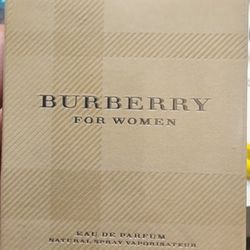 BURBERRY
FOR WOMEN
EAU DE PARFUM
NATURAL SPRAY VAPORISATEUR